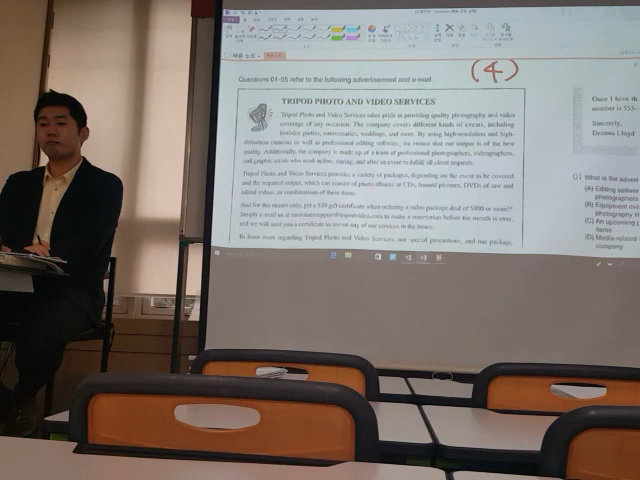 (4)
Questions 01-05 refer to the following advertisement and e-mail.
TRIPOD PHOTO AND VIDEO SERVICES
Tripod Photo and Video Services takes pride in providing quality photography and video
coverage of any occasion. The company covers different kinds of events, including
birthday parties, anniversaries, weddings, and more. By using high-resolution and high-
definition cameras as well as professional editing software, we ensure that our output is of the best
quality. Additionally, the company is made up of a team of professional photographers, videographers,
and graphic artists who work before, during, and after an event to fulfill all client requests.
Tripod Photo and Video Services provides a variety of packages, depending on the event to be covered
and the required output, which can consist of photo albums or CDs, framed pictures, DVDs of raw and
edited videos, or combinations of these items.
And for this month only, get a $50 gift certificate when ordering a video package deal of $300 or more!*
Simply e-mail us at customersupport@tripodvideo.com to make a reservation before the month is over,
and we will send you a certificate to use on any of our services in the future.
To learn more regarding Tripod Photo and Video Services, our special promotions, and our package
Once I have th
number is 555-
Sincerely,
Deanna Lloyd
Q1 What is the advert
(A) Editing softwar
photographers
(B) Equipment
photography
(C) An upcoming
items
(D) Media-related
company